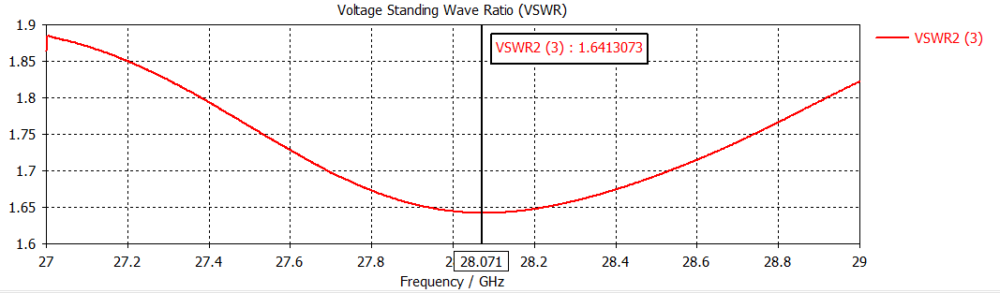 Voltage Standing Wave Ratio (VSWR)
1.9
1.85
1.8
1.75
1.7
1.65
1.6
VSWR2 (3) : 1.6413073
VSWR2 (3)
27 27.2 27.4 27.6 27.8 28.071 28.2 28.4 28.6 28.8 29
Frequency / GHz